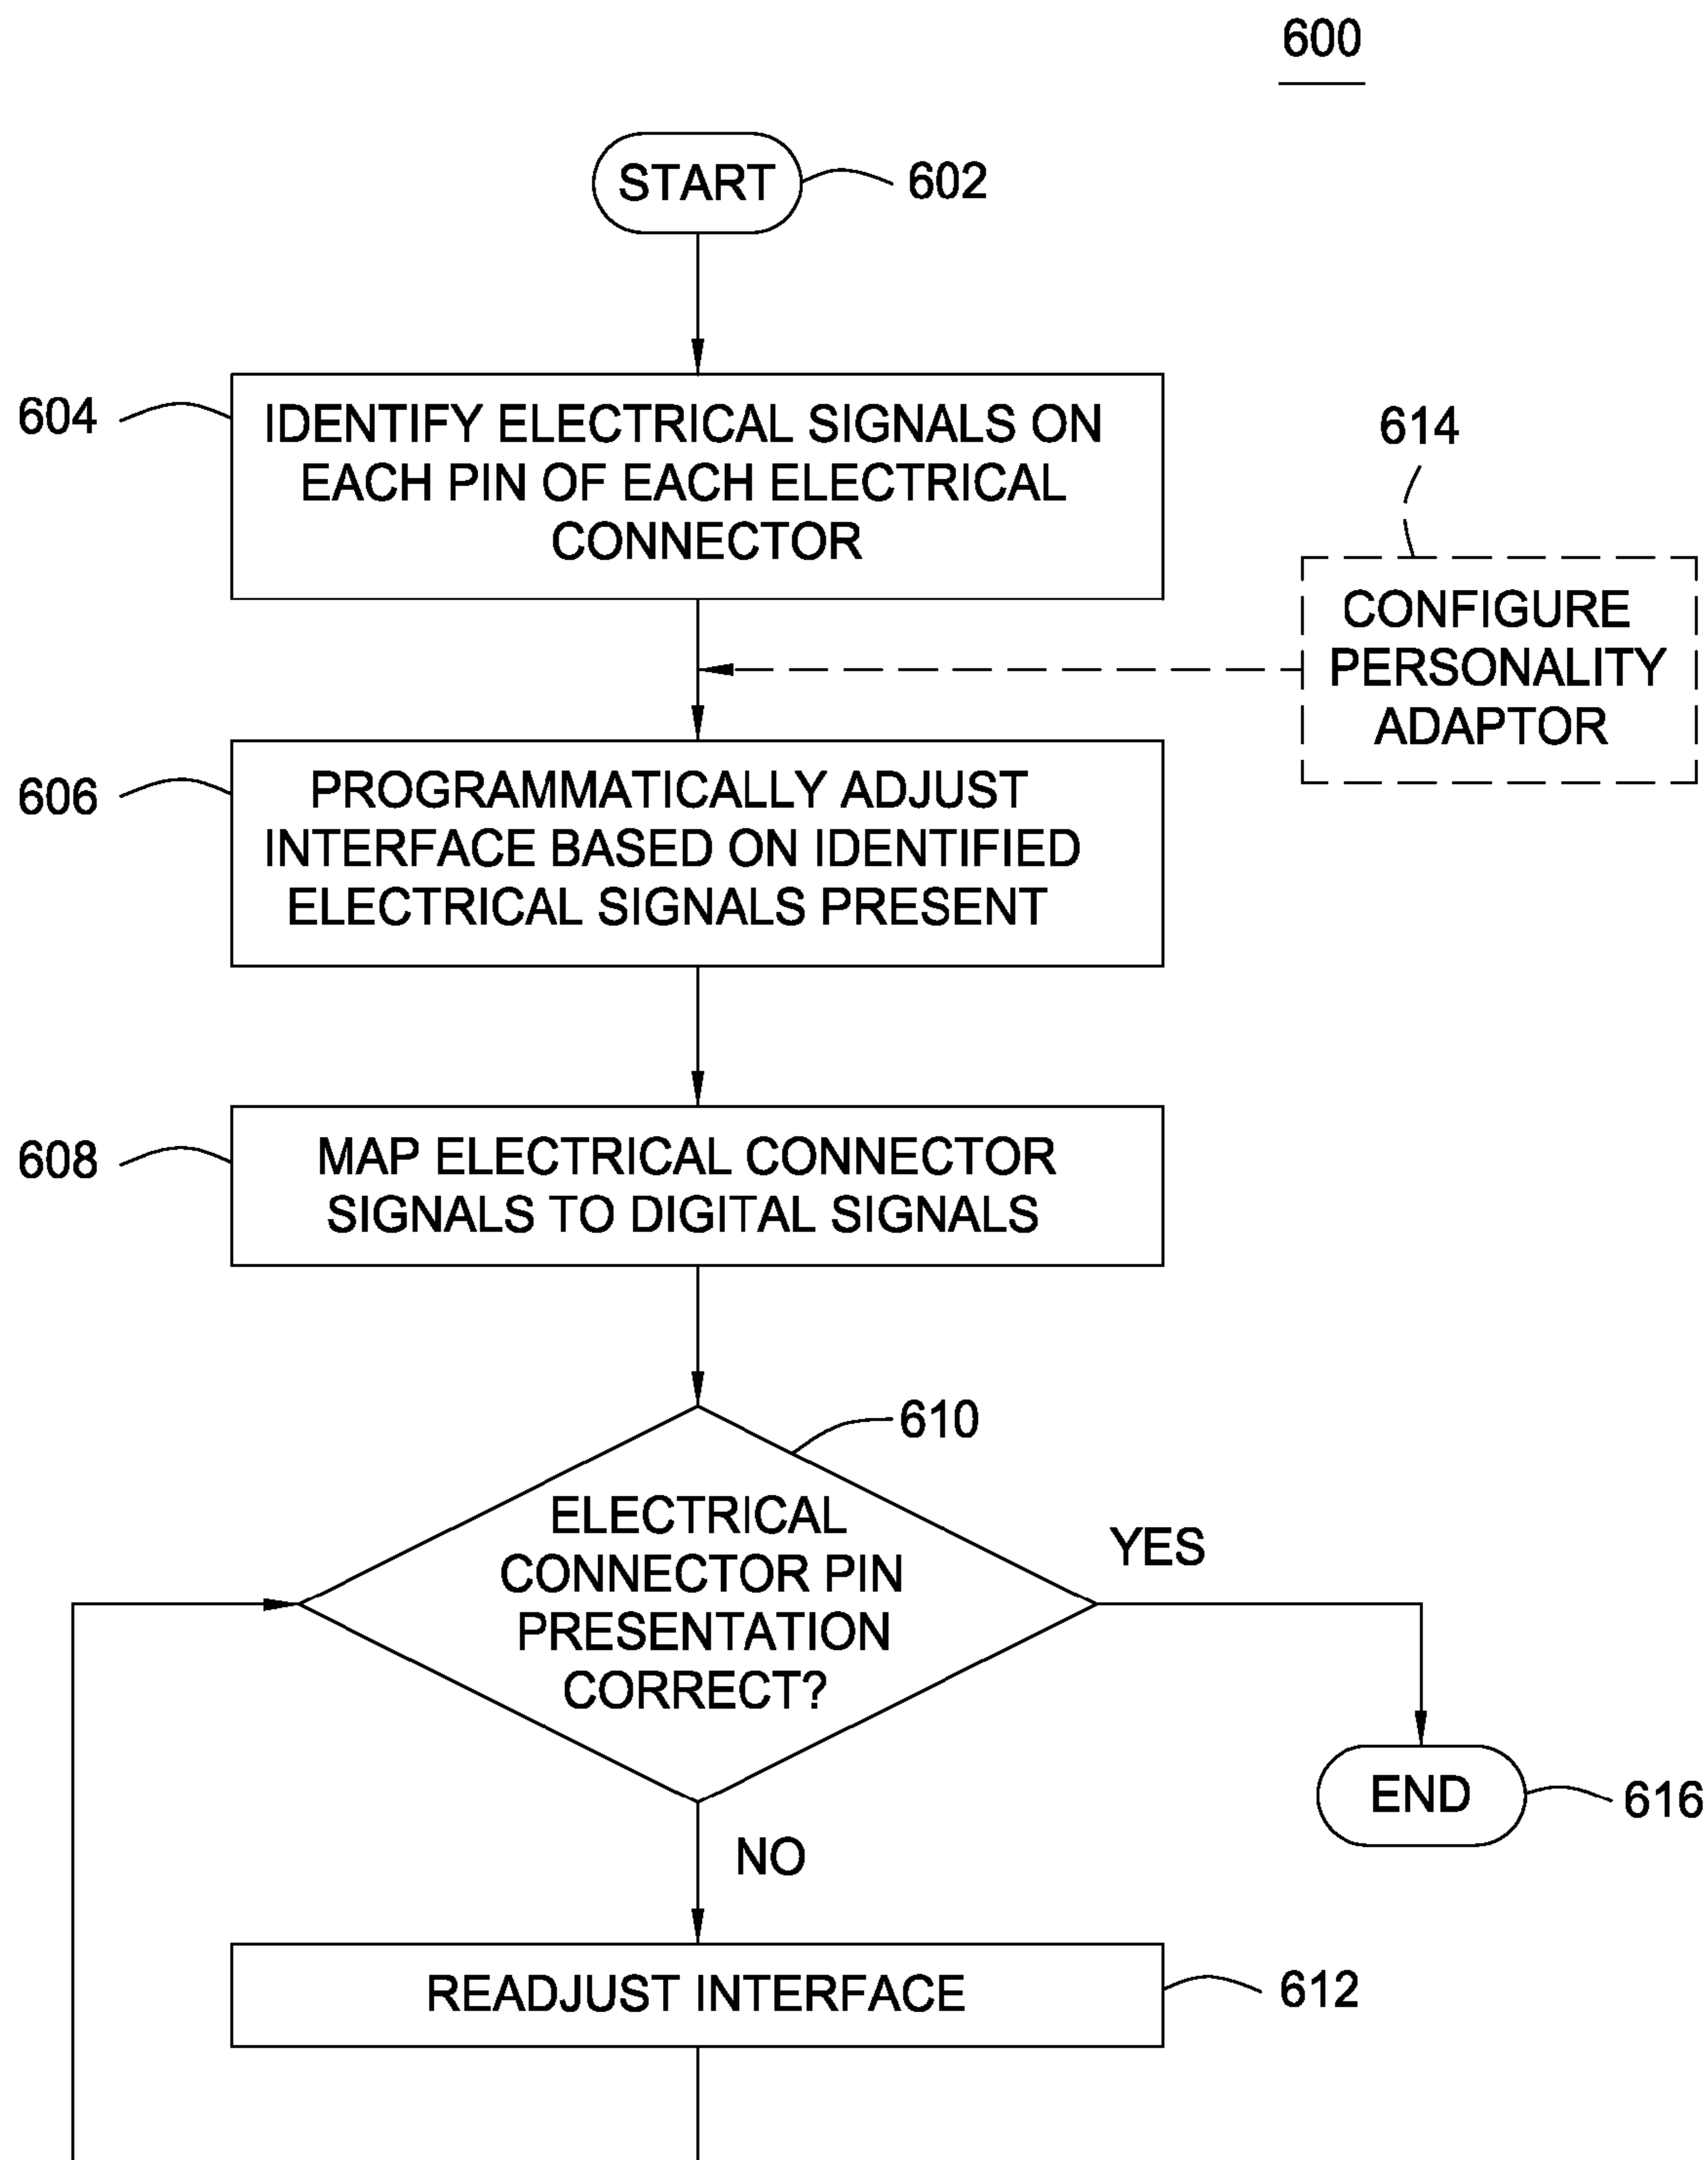 600
START
602
604
IDENTIFY ELECTRICAL SIGNALS ON
EACH PIN OF EACH ELECTRICAL
CONNECTOR
614
CONFIGURE
PERSONALITY
ADAPTOR
606
PROGRAMMATICALLY ADJUST
INTERFACE BASED ON IDENTIFIED
ELECTRICAL SIGNALS PRESENT
608
MAP ELECTRICAL CONNECTOR
SIGNALS TO DIGITAL SIGNALS
610
ELECTRICAL
CONNECTOR PIN
PRESENTATION
CORRECT?
YES
END
616
NO
READJUST INTERFACE
612